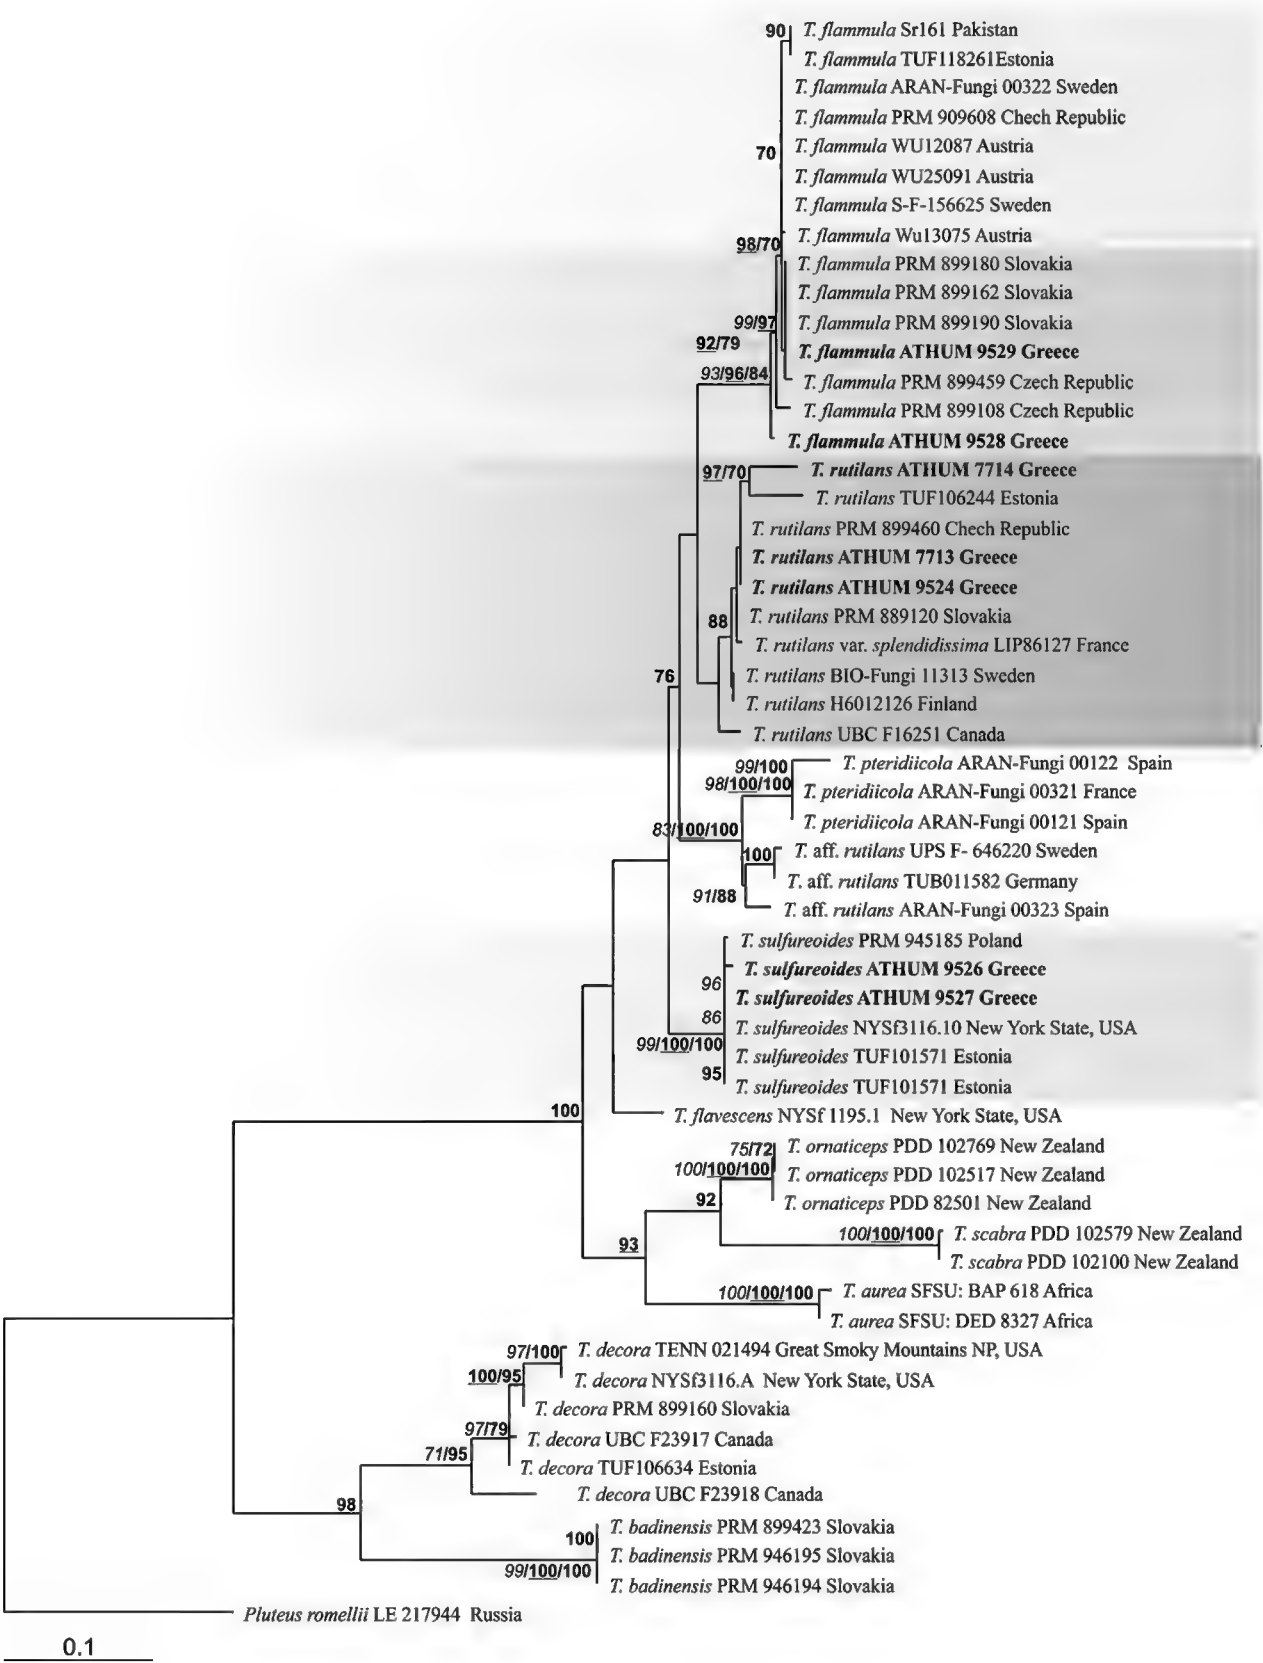 90 T. flammula Sr161 Pakistan
T. flammula TUF118261Estonia
T. flammula ARAN-Fungi 00322 Sweden
T. flammula PRM 909608 Chech Republic
70 T. flammula WU12087 Austria
T. flammula WU25091 Austria
T. flammula S-F-156625 Sweden
T. flammula Wu13075 Austria
98/70
T. flammula PRM 899180 Slovakia
T. flammula PRM 899162 Slovakia
99/97 T. flammula PRM 899190 Slovakia
92/79 T. flammula ATHUM 9529 Greece
93/96/84 T. flammula PRM 899459 Czech Republic
T. flammula PRM 899108 Czech Republic
T. flammula ATHUM 9528 Greece
97/70 T. rutilans ATHUM 7714 Greece
T. rutilans TUF106244 Estonia
T. rutilans PRM 899460 Chech Republic
T. rutilans ATHUM 7713 Greece
T. rutilans ATHUM 9524 Greece
88 T. rutilans PRM 889120 Slovakia
T. rutilans var. splendidissima LIP86127 France
76 T. rutilans BIO-Fungi 11313 Sweden
T. rutilans H6012126 Finland
T. rutilans UBC F16251 Canada
99/100 T. pteridiicola ARAN-Fungi 00122 Spain
98/100/100 T. pteridiicola ARAN-Fungi 00321 France
83/100/100 T. pteridiicola ARAN-Fungi 00121 Spain
100 T. aff. rutilans UPS F- 646220 Sweden
T. aff. rutilans TUB011582 Germany
91/88 T. aff. rutilans ARAN-Fungi 00323 Spain
T. sulfureoides PRM 945185 Poland
T. sulfureoides ATHUM 9526 Greece
96
T. sulfureoides ATHUM 9527 Greece
86
T. sulfureoides NYSf3116.10 New York State, USA
99/100/100 T. sulfureoides TUF101571 Estonia
95 T. sulfureoides TUF101571 Estonia
100 T. flavescens NYSf 1195.1 New York State, USA
75/72 T. ornaticeps PDD 102769 New Zealand
100/100/100 T. ornaticeps PDD 102517 New Zealand
92 T. ornaticeps PDD 82501 New Zealand
100/100/100 T. scabra PDD 102579 New Zealand
93 T. scabra PDD 102100 New Zealand
100/100/100 T. aurea SFSU: BAP 618 Africa
T. aurea SFSU: DED 8327 Africa
97/100 T. decora TENN 021494 Great Smoky Mountains NP, USA
100/95 T. decora NYSf3116.A New York State, USA
T. decora PRM 899160 Slovakia
97/79 T. decora UBC F23917 Canada
71/95 T. decora TUF106634 Estonia
T. decora UBC F23918 Canada
98
T. badinensis PRM 899423 Slovakia
100
T. badinensis PRM 946195 Slovakia
99/100/100 T. badinensis PRM 946194 Slovakia
Pluteus romellii LE 217944 Russia
0.1